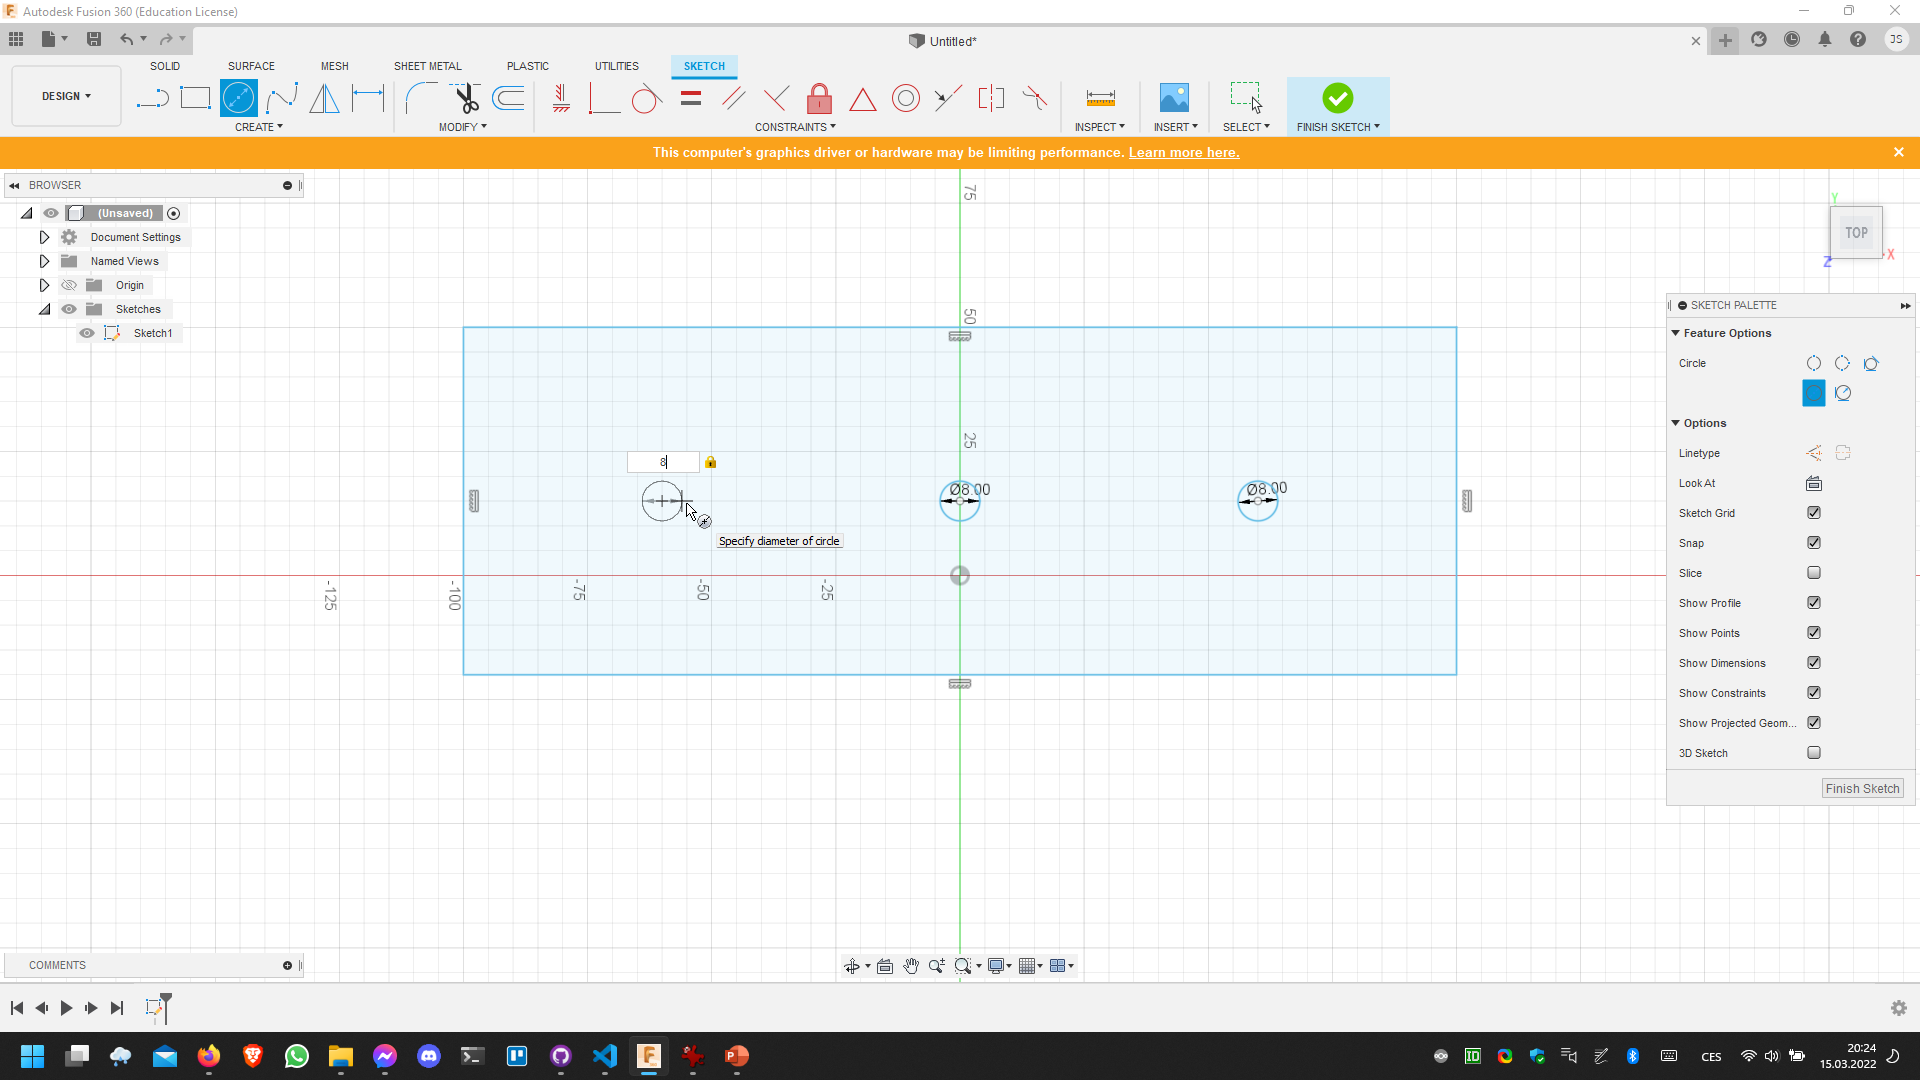 Autodesk Fusion 360 (Education License)
Untitled*
JS
DESIGN
SOLID
SURFACE
MESH
SHEET METAL
PLASTIC
UTILITIES
SKETCH
CREATE
MODIFY
CONSTRAINTS
INSPECT
INSERT
SELECT
FINISH SKETCH
This computer's graphics driver or hardware may be limiting performance. Learn more here.
BROWSER
(Unsaved)
Document Settings
Named Views
Origin
Sketches
Sketch1
75
50
25
-125
-100
-75
-50
-25
8
Ø8.00
Ø8.00
Specify diameter of circle
Y
TOP
X
Z
SKETCH PALETTE
Feature Options
Circle
Options
Linetype
Look At
Sketch Grid
Snap
Slice
Show Profile
Show Points
Show Dimensions
Show Constraints
Show Projected Geom...
3D Sketch
Finish Sketch
COMMENTS
ID
CES
20:24
15.03.2022